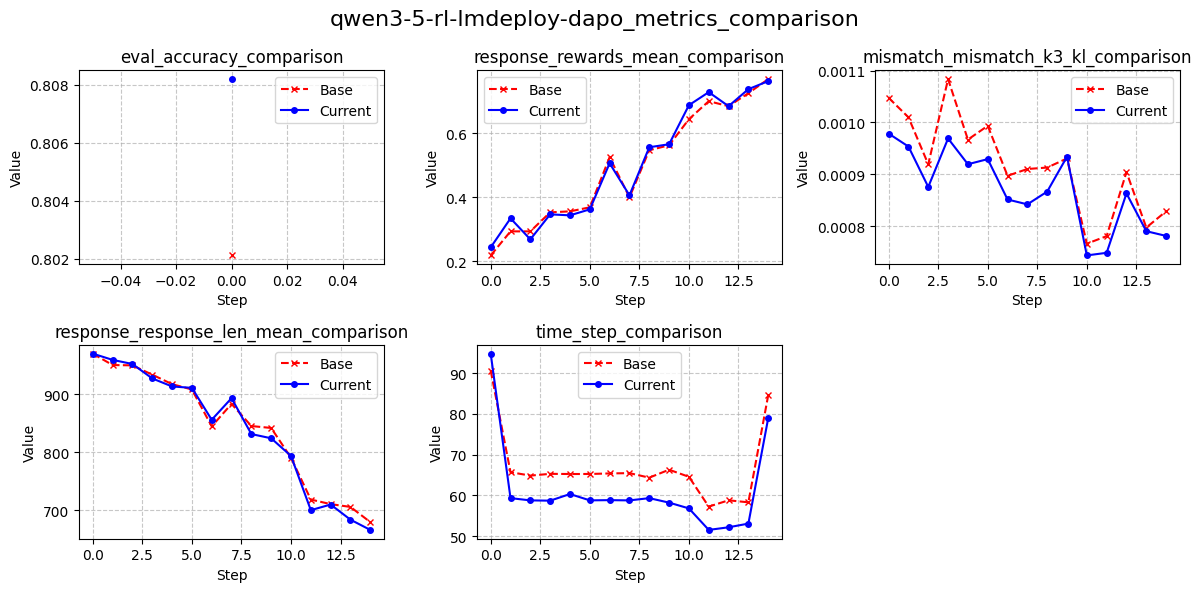 qwen3-5-rl-lmdeploy-dapo_metrics_comparison
eval_accuracy_comparison
0.808
0.806
0.804
0.802
Value
−0.04
−0.02
0.00
0.02
0.04
Step
Base
Current
response_rewards_mean_comparison
0.6
0.4
0.2
Value
0.0
2.5
5.0
7.5
10.0
12.5
Step
Base
Current
mismatch_mismatch_k3_kl_comparison
0.0011
0.0010
0.0009
0.0008
Value
0.0
2.5
5.0
7.5
10.0
12.5
Step
Base
Current
response_response_len_mean_comparison
900
800
700
Value
0.0
2.5
5.0
7.5
10.0
12.5
Step
Base
Current
time_step_comparison
90
80
70
60
50
Value
0.0
2.5
5.0
7.5
10.0
12.5
Step
Base
Current